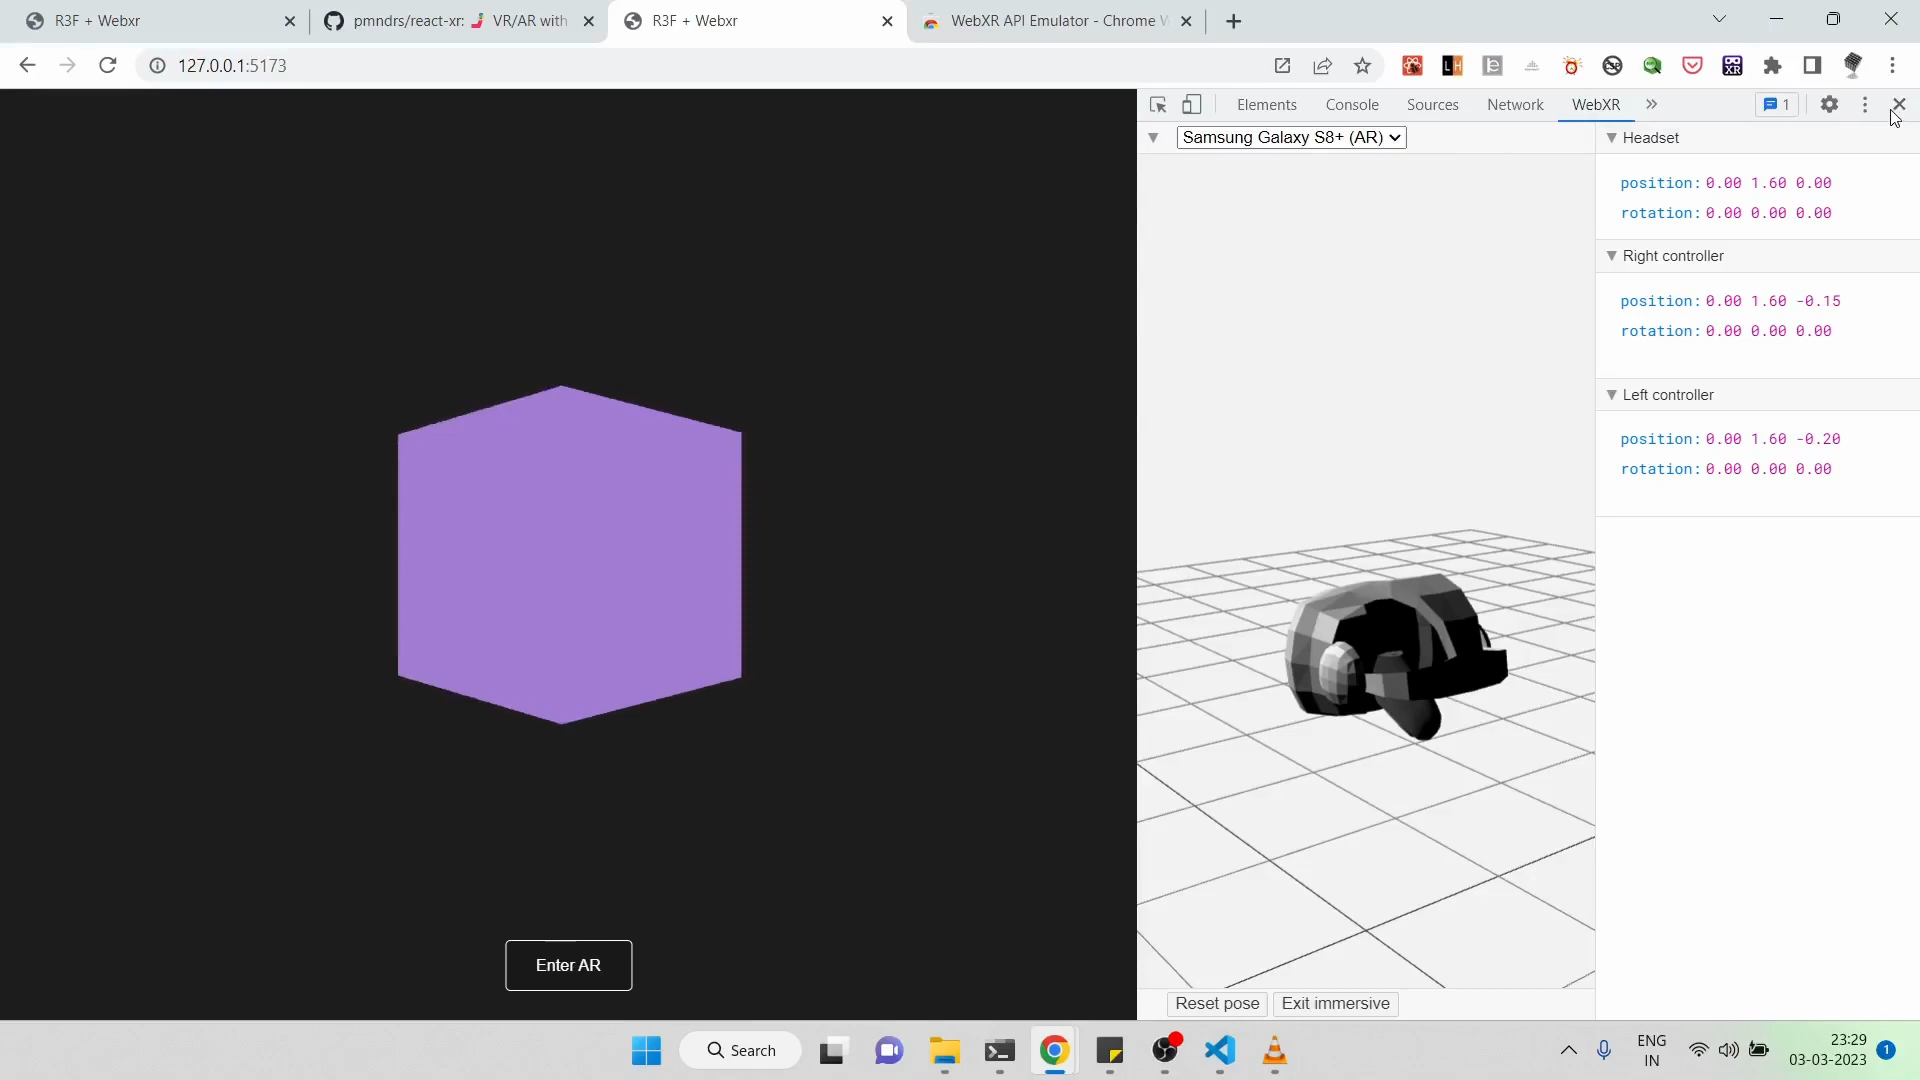 R3F + Webxr
pmndrs/react-xr: 🤳 VR/AR with
R3F + Webxr
WebXR API Emulator - Chrome W
127.0.0.1:5173
Elements
Console
Sources
Network
WebXR
1
Samsung Galaxy S8+ (AR)
Headset
position: 0.00 1.60 0.00
rotation: 0.00 0.00 0.00
Right controller
position: 0.00 1.60 -0.15
rotation: 0.00 0.00 0.00
Left controller
position: 0.00 1.60 -0.20
rotation: 0.00 0.00 0.00
Enter AR
Reset pose
Exit immersive
Search
ENG
IN
23:29
03-03-2023
1